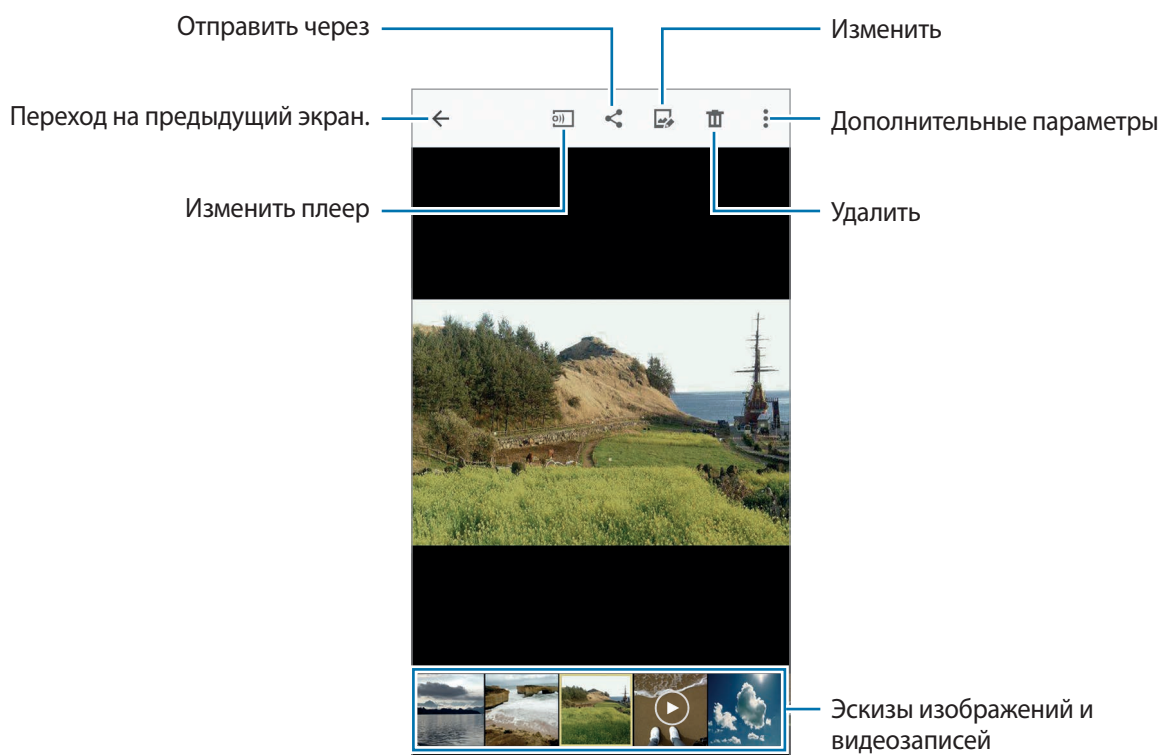 Отправить через
Изменить
Переход на предыдущий экран.
Дополнительные параметры
Изменить плеер
Удалить
Эскизы изображений и
видеозаписей